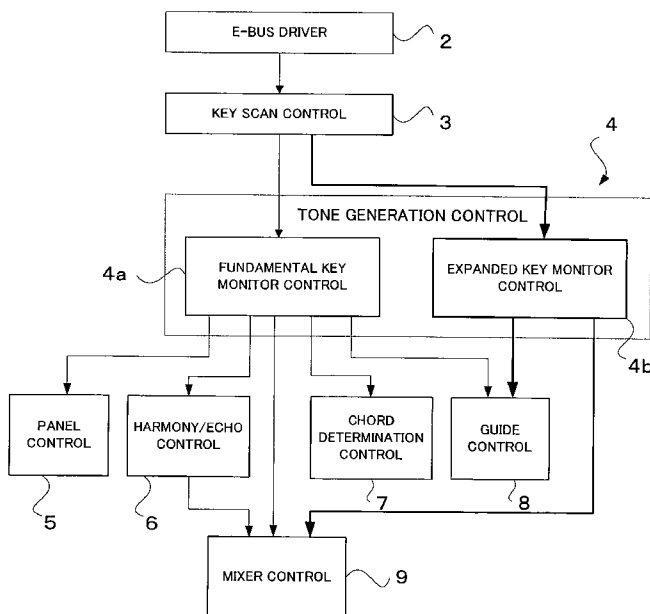 E-BUS DRIVER
2
KEY SCAN CONTROL
3
4
TONE GENERATION CONTROL
4a
FUNDAMENTAL KEY
MONITOR CONTROL
EXPANDED KEY MONITOR
CONTROL
4b
PANEL
CONTROL
5
HARMONY/ECHO
CONTROL
6
CHORD
DETERMINATION
CONTROL
7
GUIDE
CONTROL
8
MIXER CONTROL
9